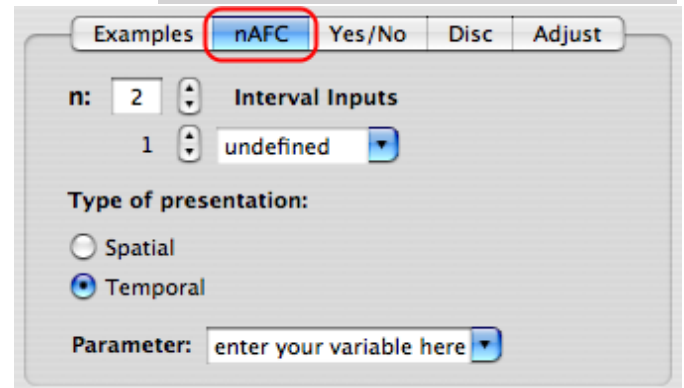 Examples nAFC Yes/No Disc Adjust
n: 2 Interval Inputs
1 undefined
Type of presentation:
Spatial
Temporal
Parameter: enter your variable here